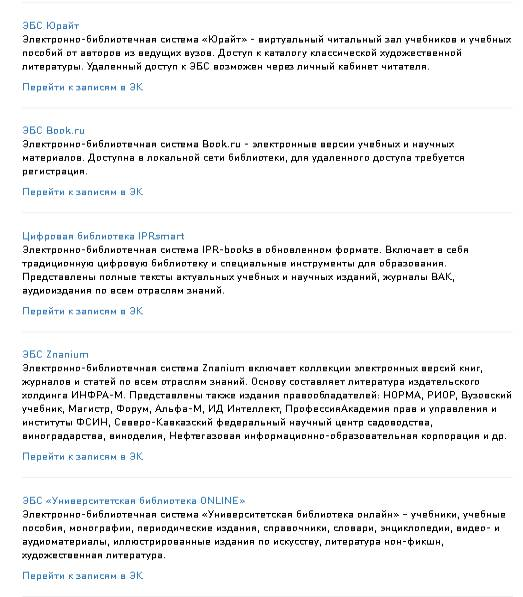 ЭБС Юрайт
Электронно-библиотечная система «Юрайт» - виртуальный читальный зал учебников и учебных
пособий от авторов из ведущих вузов. Доступ к каталогу классической художественной
литературы. Удаленный доступ к ЭБС возможен через личный кабинет читателя.
Перейти к записям в ЭК
ЭБС Book.ru
Электронно-библиотечная система Book.ru - электронные версии учебных и научных
материалов. Доступна в локальной сети библиотеки, для удаленного доступа требуется
регистрация.
Перейти к записям в ЭК
Цифровая библиотека IPRsmart
Электронно-библиотечная система IPR-books в обновленном формате. Включает в себя
традиционную цифровую библиотеку и специальные инструменты для образования.
Представлены полные тексты актуальных учебных и научных изданий, журналы ВАК,
аудиоиздания по всем отраслям знаний.
Перейти к записям в ЭК
ЭБС Znanium
Электронно-библиотечная система Znanium включает коллекции электронных версий книг,
журналов и статей по всем отраслям знаний. Основу составляет литература издательского
холдинга ИНФРА-М. Представлены также издания правообладателей: НОРМА, РИОР, Вузовский
учебник, Магистр, Форум, Альфа-М, ИД Интеллект, ПрофессияАкадемия прав и управления и
институты ФСИН, Северо-Кавказский федеральный научный центр садоводства,
виноградарства, виноделия, Нефтегазовая информационно-образовательная корпорация и др.
Перейти к записям в ЭК
ЭБС «Университетская библиотека ONLINE»
Электронно-библиотечная система «Университетская библиотека онлайн» – учебники, учебные
пособия, монографии, периодические издания, справочники, словари, энциклопедии, видео- и
аудиоматериалы, иллюстрированные издания по искусству, литература нон-фикшн,
художественная литература.
Перейти к записям в ЭК